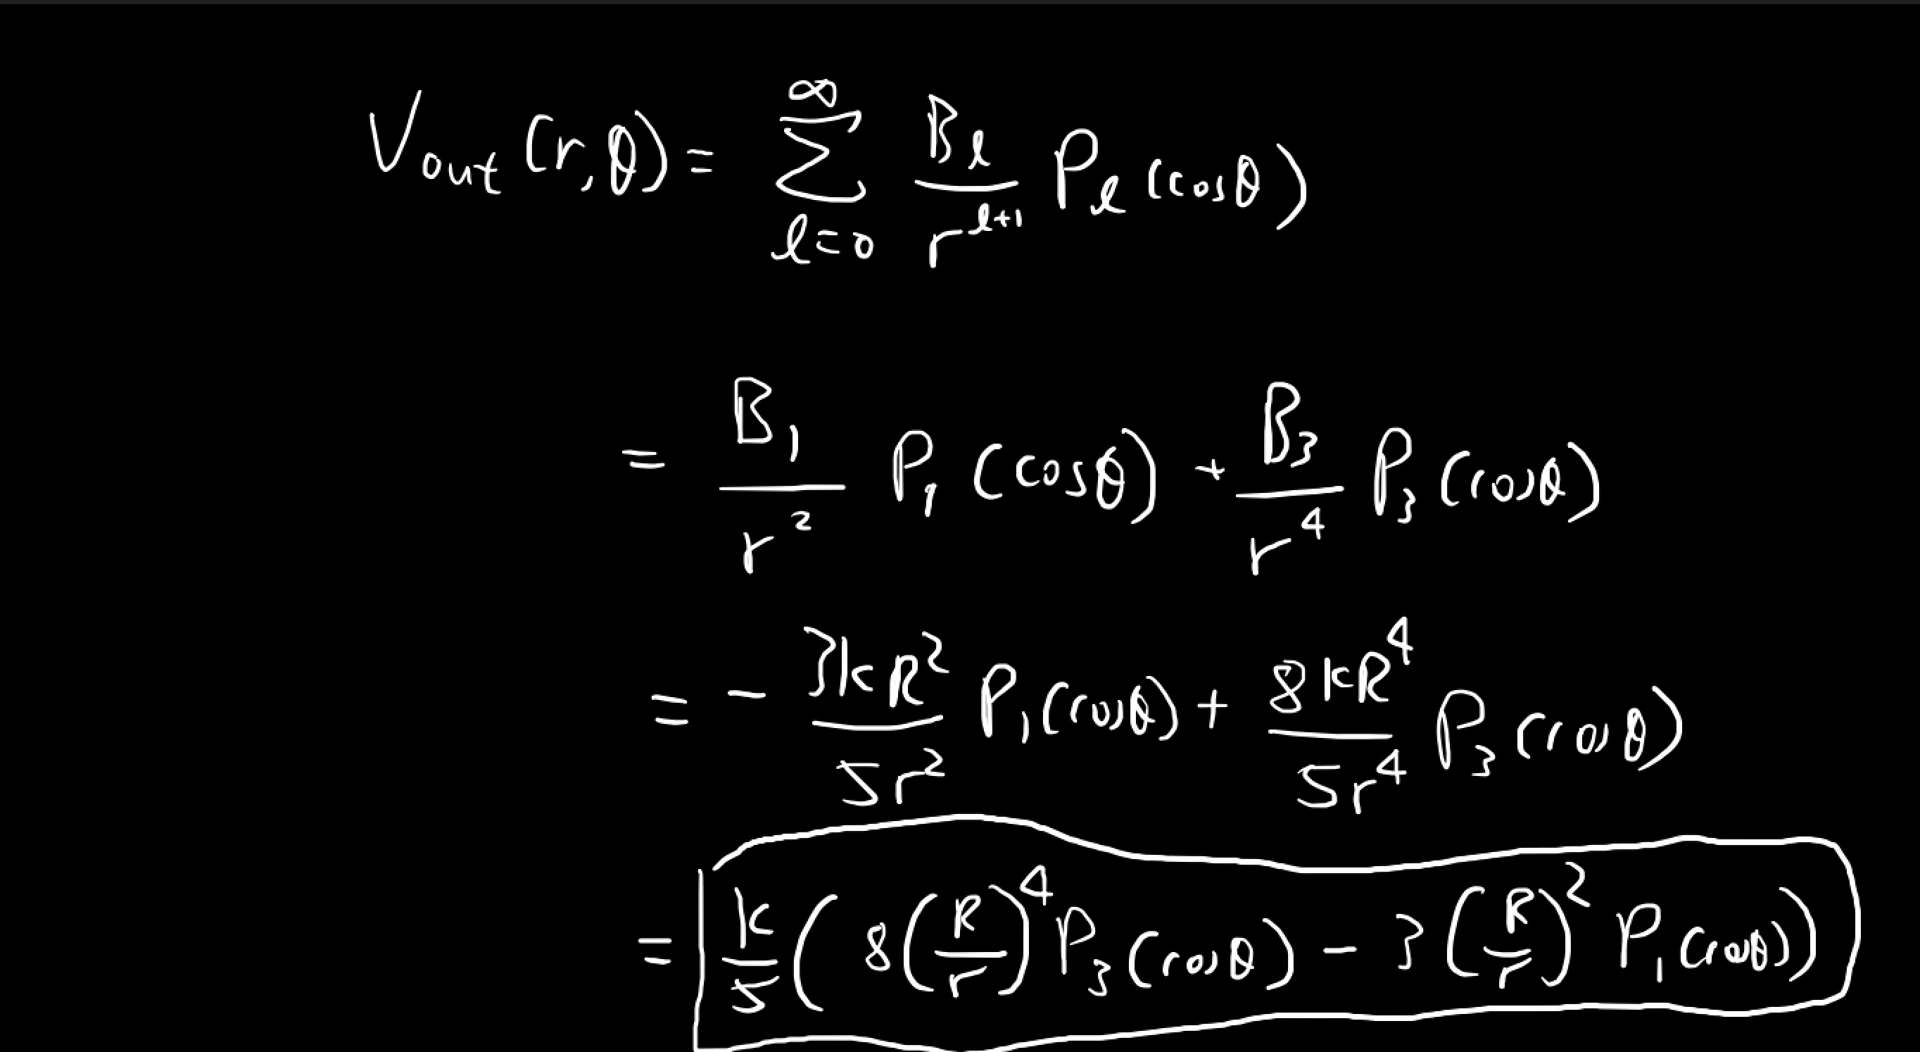 V_out (r,θ) = ∑_{l=0}^{∞} B_l / r^{l+1} P_l (cosθ)
= B_1 / r^2 P_1 (cosθ) + B_3 / r^4 P_3 (cosθ)
= - 3kR^2 / 5r^2 P_1 (cosθ) + 8kR^4 / 5r^4 P_3 (cosθ)
= k/5 ( 8 (R/r)^4 P_3 (cosθ) - 3 (R/r)^2 P_1 (cosθ))